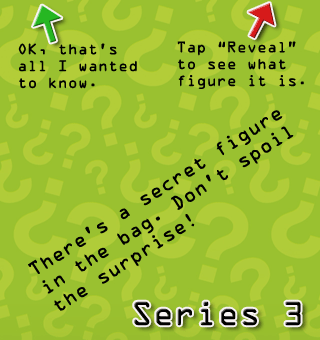 OK, that's
all I wanted
to know.
Tap “Reveal”
to see what
figure it is.
There's a secret figure
in the bag. Don't spoil
the surprise!
Series 3